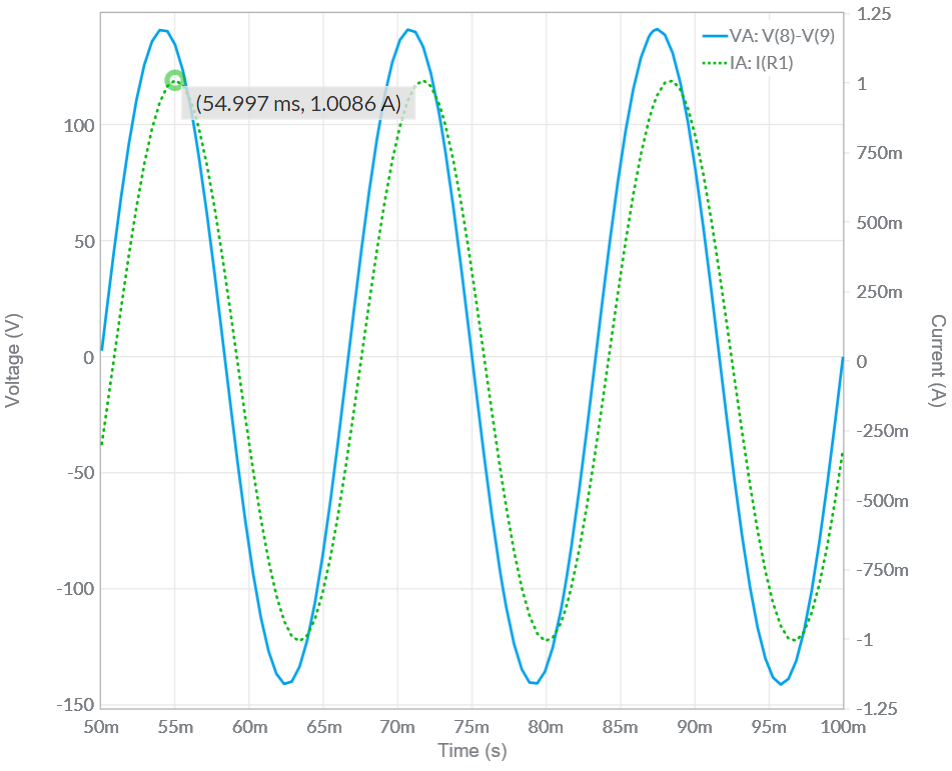 1.25
VA: V(8)-V(9)
IA: I(R1)
1
(54.997 ms, 1.0086 A)
100
750m
500m
50
250m
Voltage (V)
0
0
Current (A)
-250m
-50
-500m
-750m
-100
-1
-150
-1.25
50m 55m 60m 65m 70m 75m 80m 85m 90m 95m 100m
Time (s)